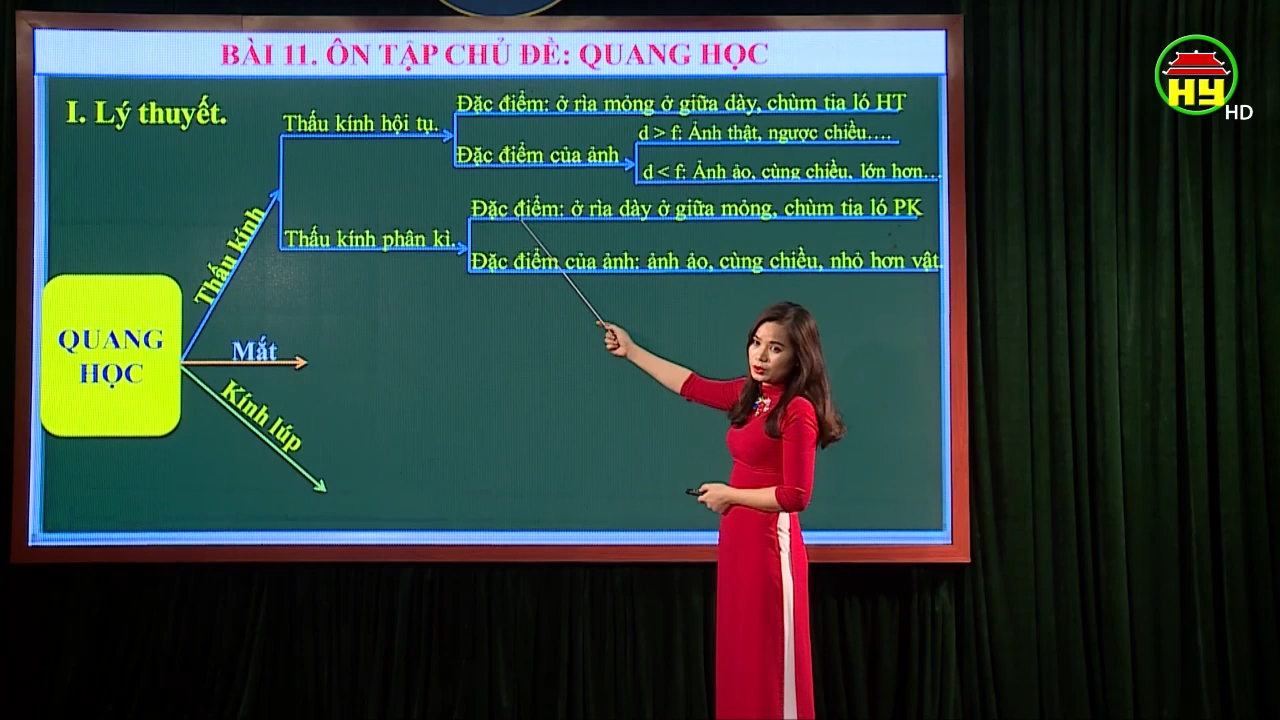 BÀI 11. ÔN TẬP CHỦ ĐỀ: QUANG HỌC
I. Lý thuyết.
Thấu kính hội tụ.
Đặc điểm: ở rìa mỏng ở giữa dày, chùm tia ló HT
Đặc điểm của ảnh
d > f: Ảnh thật, ngược chiều....
d < f: Ảnh ảo, cùng chiều, lớn hơn...
Thấu kính
Thấu kính phân kì.
Đặc điểm: ở rìa dày ở giữa mỏng, chùm tia ló PK
Đặc điểm của ảnh: ảnh ảo, cùng chiều, nhỏ hơn vật.
QUANG
HỌC
Mắt
Kính lúp
HY
HD